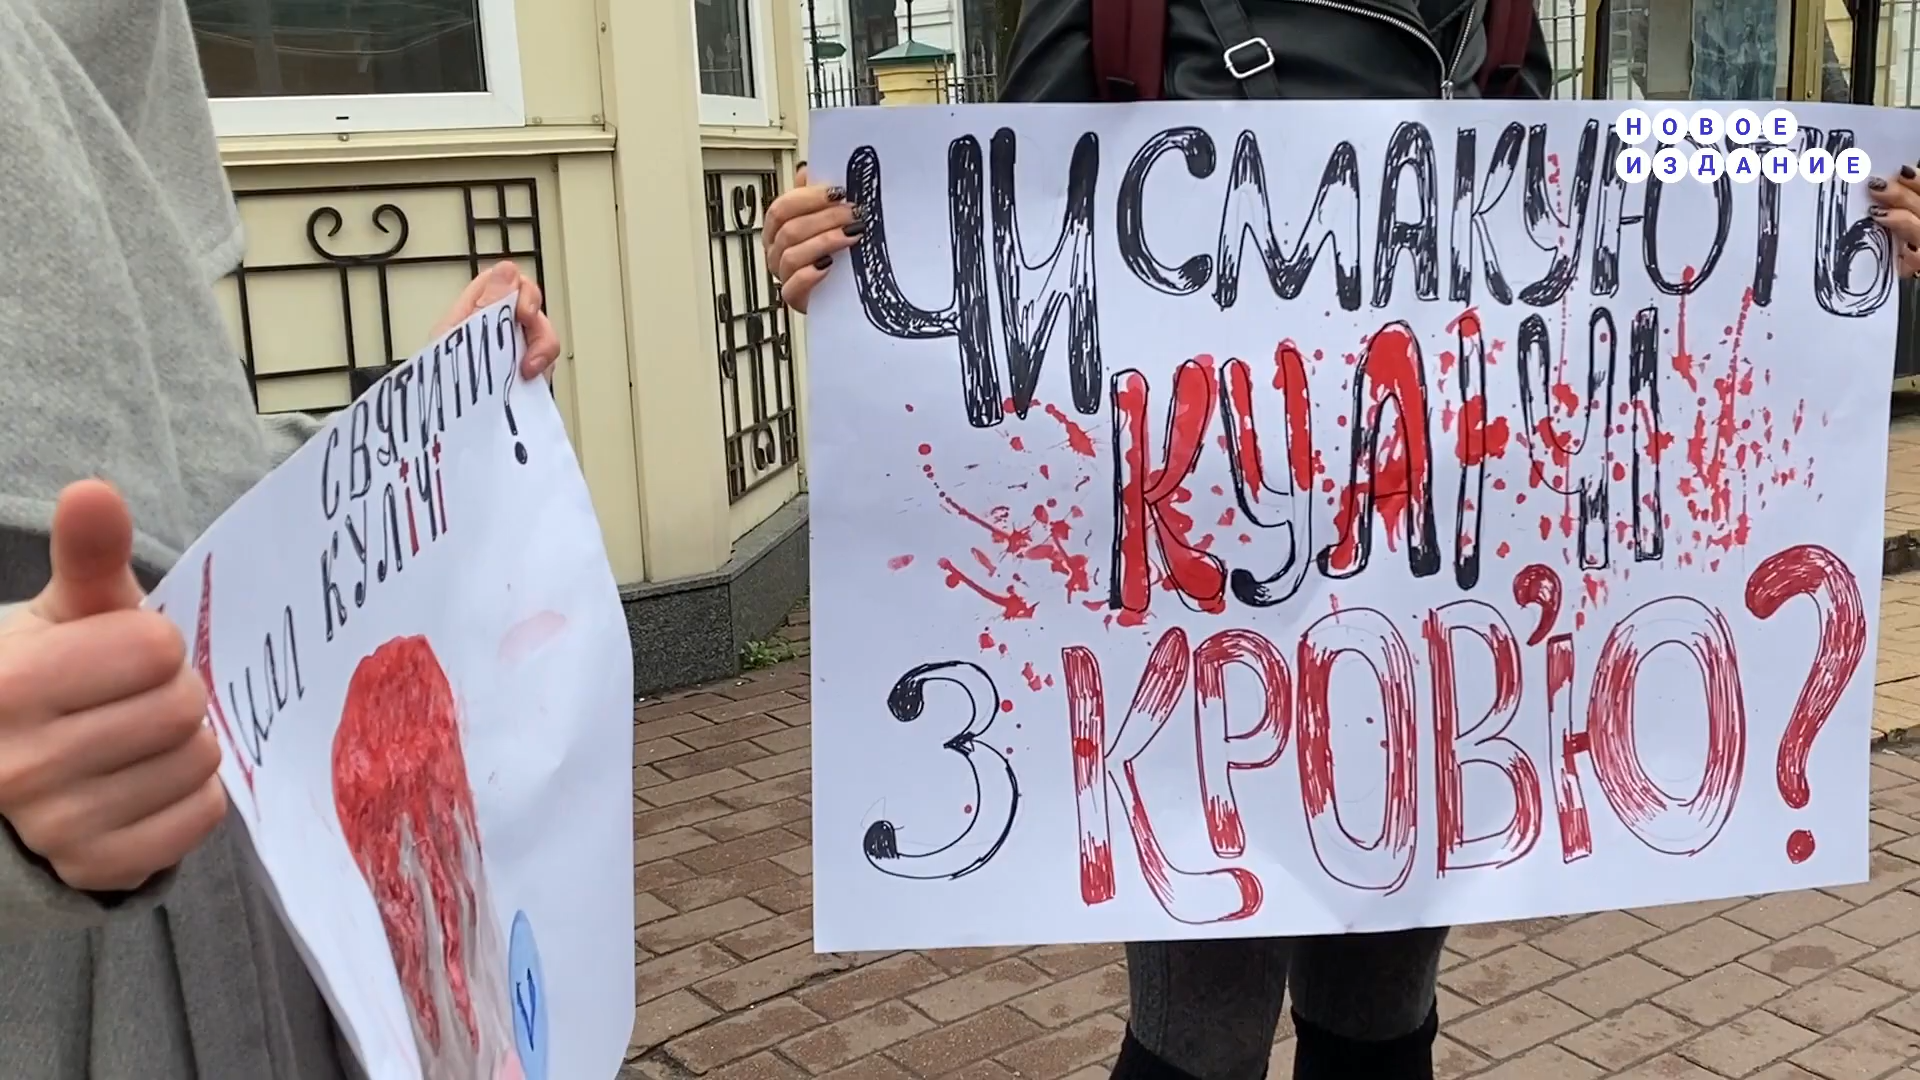 НОВОЕ
ИЗДАНИЕ
ЧИ СМАКУЮТЬ
КУЛІЧІ
З КРОВ'Ю?
СВЯТИТИ?
КУЛІЧІ